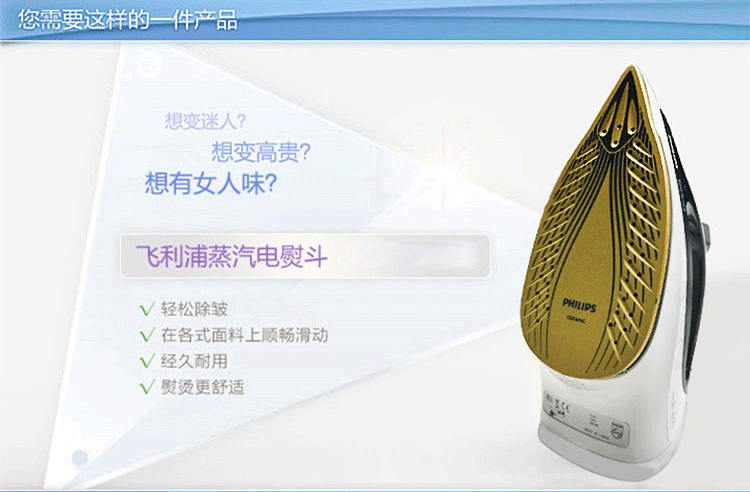 您需要这样的一件产品
想变迷人?
想变高贵?
想有女人味?
飞利浦蒸汽电熨斗
轻松除皱
在各式面料上顺畅滑动
经久耐用
熨烫更舒适
PHILIPS
CERAMIC